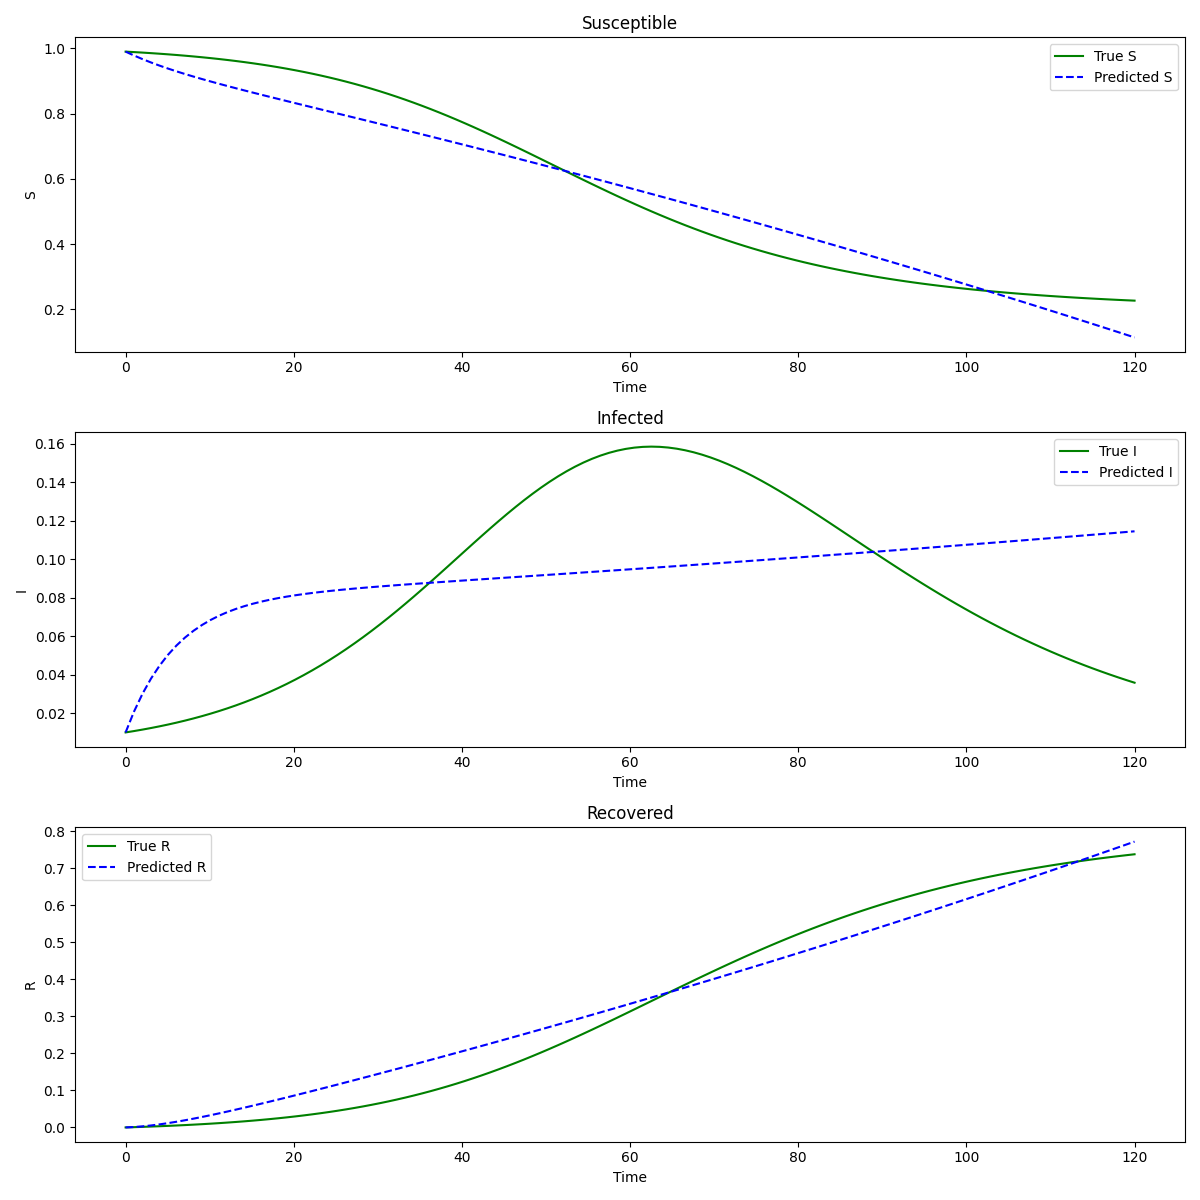 Susceptible
1.0
0.8
0.6
0.4
0.2
S
True S
Predicted S
0 20 40 60 80 100 120
Time
Infected
0.16
0.14
0.12
0.10
0.08
0.06
0.04
0.02
I
True I
Predicted I
0 20 40 60 80 100 120
Time
Recovered
0.8
0.7
0.6
0.5
0.4
0.3
0.2
0.1
0.0
R
True R
Predicted R
0 20 40 60 80 100 120
Time